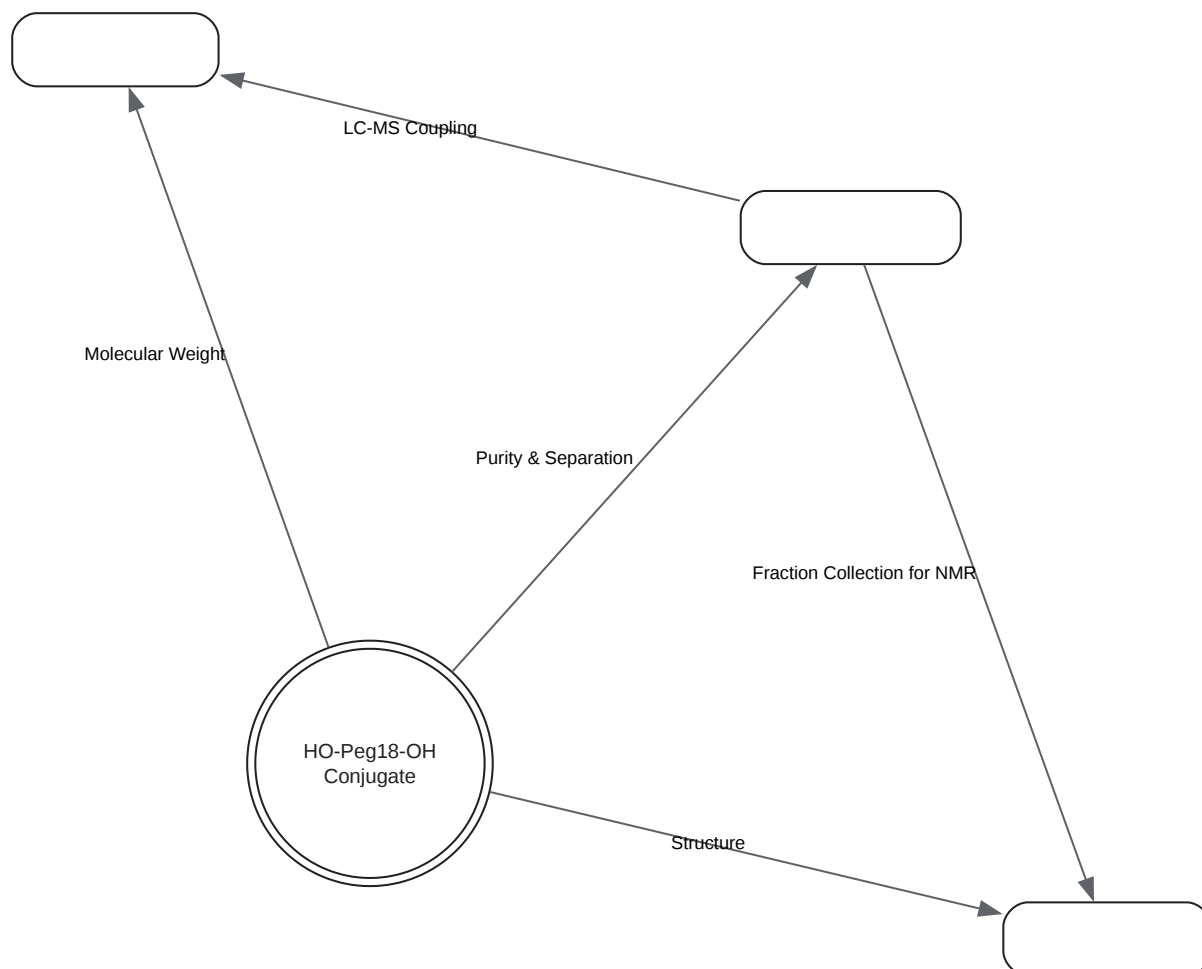 LC-MS Coupling
Molecular Weight
Purity & Separation
Fraction Collection for NMR
HO-Peg18-OH
Conjugate
Structure